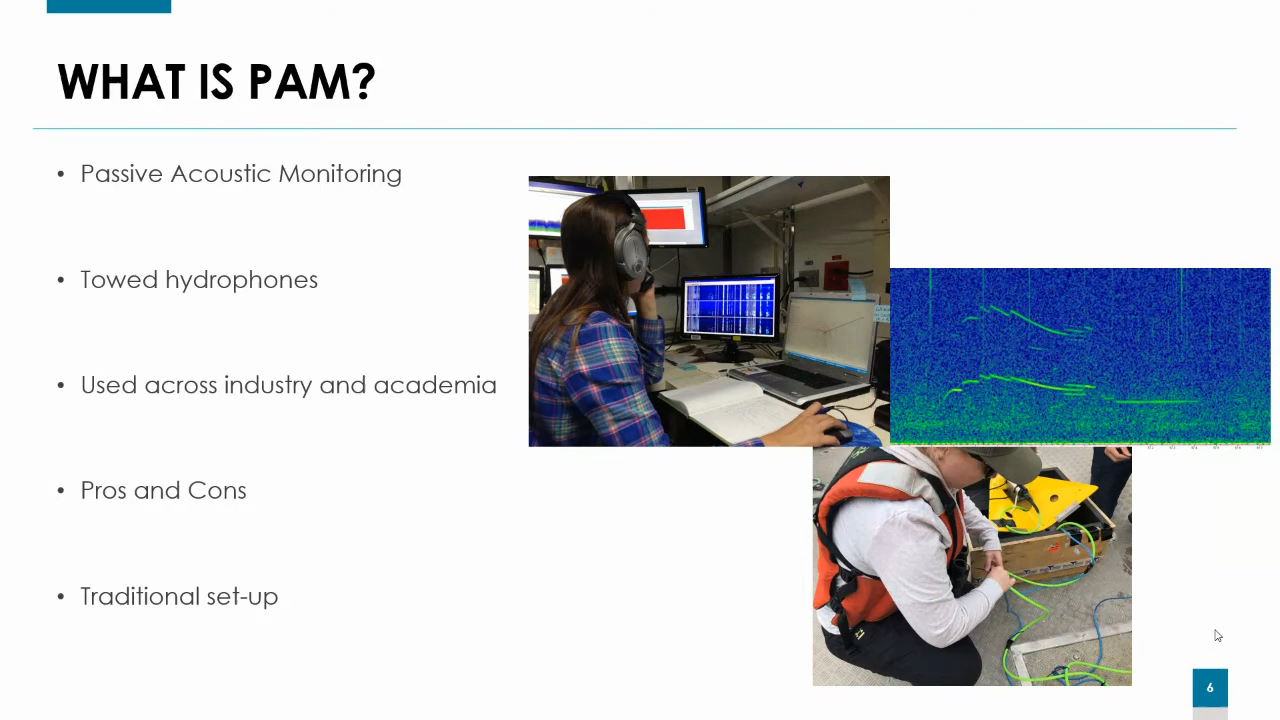 WHAT IS PAM?
• Passive Acoustic Monitoring
• Towed hydrophones
• Used across industry and academia
• Pros and Cons
• Traditional set-up
6